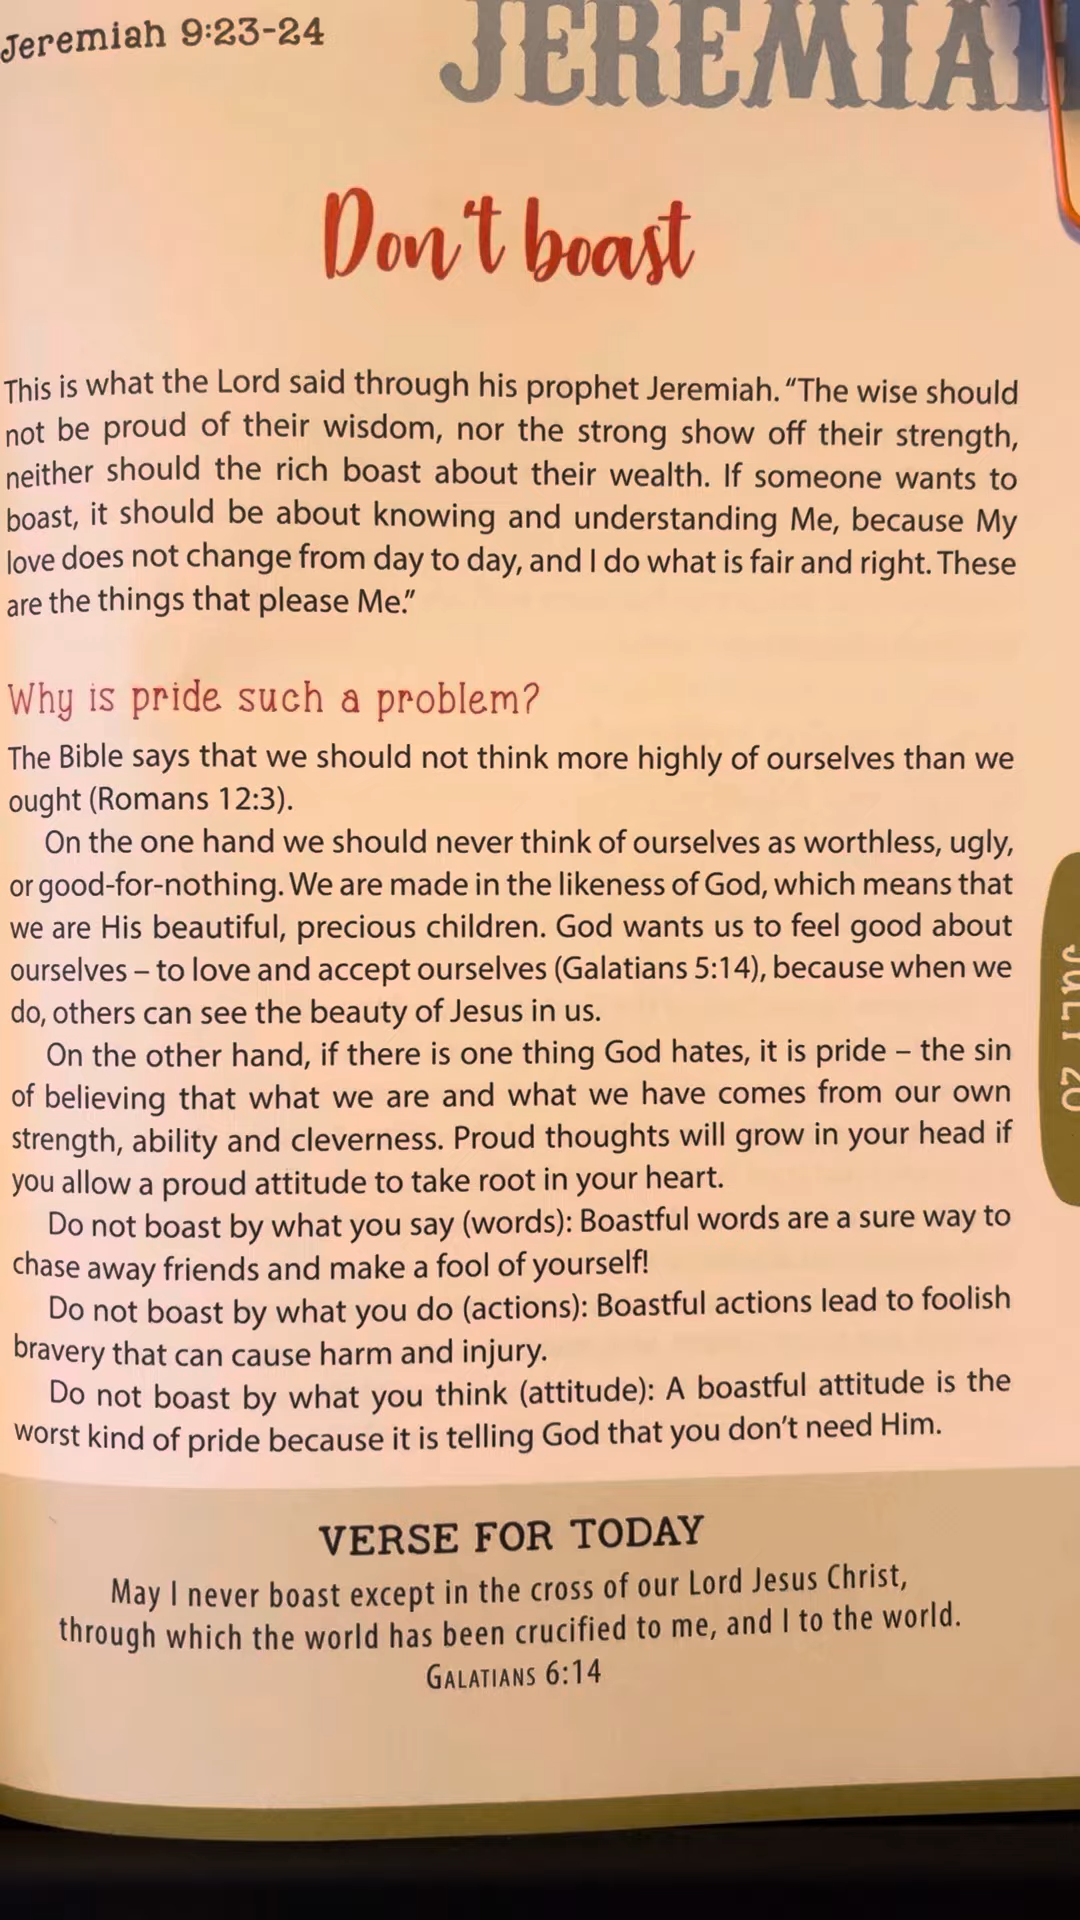 Jeremiah 9:23-24
JEREMIAH
Don't boast
This is what the Lord said through his prophet Jeremiah. “The wise should
not be proud of their wisdom, nor the strong show off their strength,
neither should the rich boast about their wealth. If someone wants to
boast, it should be about knowing and understanding Me, because My
love does not change from day to day, and I do what is fair and right. These
are the things that please Me.”
Why is pride such a problem?
The Bible says that we should not think more highly of ourselves than we
ought (Romans 12:3).
On the one hand we should never think of ourselves as worthless, ugly,
or good-for-nothing. We are made in the likeness of God, which means that
we are His beautiful, precious children. God wants us to feel good about
ourselves – to love and accept ourselves (Galatians 5:14), because when we
do, others can see the beauty of Jesus in us.
On the other hand, if there is one thing God hates, it is pride – the sin
of believing that what we are and what we have comes from our own
strength, ability and cleverness. Proud thoughts will grow in your head if
you allow a proud attitude to take root in your heart.
Do not boast by what you say (words): Boastful words are a sure way to
chase away friends and make a fool of yourself!
Do not boast by what you do (actions): Boastful actions lead to foolish
bravery that can cause harm and injury.
Do not boast by what you think (attitude): A boastful attitude is the
worst kind of pride because it is telling God that you don't need Him.
JULY 20
VERSE FOR TODAY
May I never boast except in the cross of our Lord Jesus Christ,
through which the world has been crucified to me, and I to the world.
GALATIANS 6:14